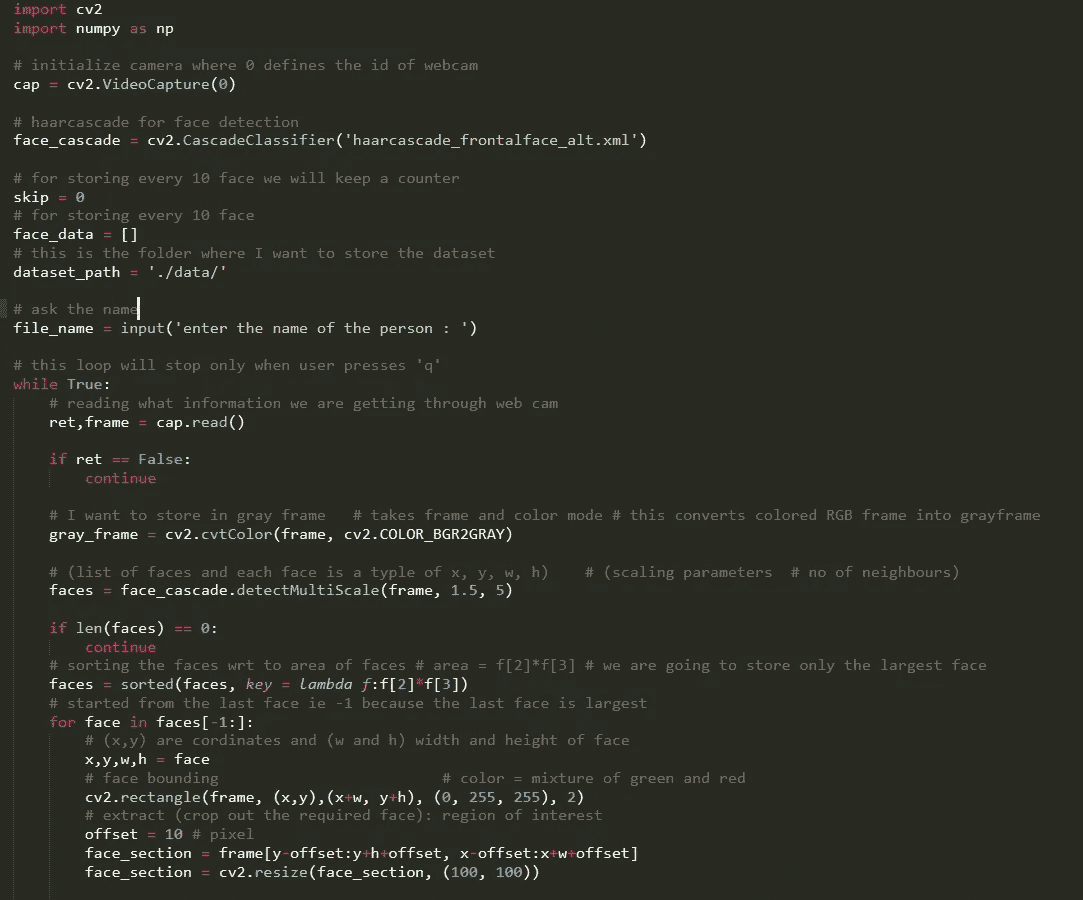 import cv2
import numpy as np
# initialize camera where 0 defines the id of webcam
cap = cv2.VideoCapture(0)
# haarcascade for face detection
face_cascade = cv2.CascadeClassifier('haarcascade_frontalface_alt.xml')
# for storing every 10 face we will keep a counter
skip = 0
# for storing every 10 face
face_data = []
# this is the folder where I want to store the dataset
dataset_path = './data/'
# ask the name
file_name = input('enter the name of the person : ')
# this loop will stop only when user presses 'q'
while True:
    # reading what information we are getting through web cam
    ret,frame = cap.read()
    if ret == False:
        continue
    # I want to store in gray frame   # takes frame and color mode # this converts colored RGB frame into grayframe
    gray_frame = cv2.cvtColor(frame, cv2.COLOR_BGR2GRAY)
    # (list of faces and each face is a typle of x, y, w, h)    # (scaling parameters  # no of neighbours)
    faces = face_cascade.detectMultiScale(frame, 1.5, 5)
    if len(faces) == 0:
        continue
    # sorting the faces wrt to area of faces # area = f[2]*f[3] # we are going to store only the largest face
    faces = sorted(faces, key = lambda f:f[2]*f[3])
    # started from the last face ie -1 because the last face is largest
    for face in faces[-1:]:
        # (x,y) are cordinates and (w and h) width and height of face
        x,y,w,h = face
        # face bounding                         # color = mixture of green and red
        cv2.rectangle(frame, (x,y),(x+w, y+h), (0, 255, 255), 2)
        # extract (crop out the required face): region of interest
        offset = 10 # pixel
        face_section = frame[y-offset:y+h+offset, x-offset:x+w+offset]
        face_section = cv2.resize(face_section, (100, 100))